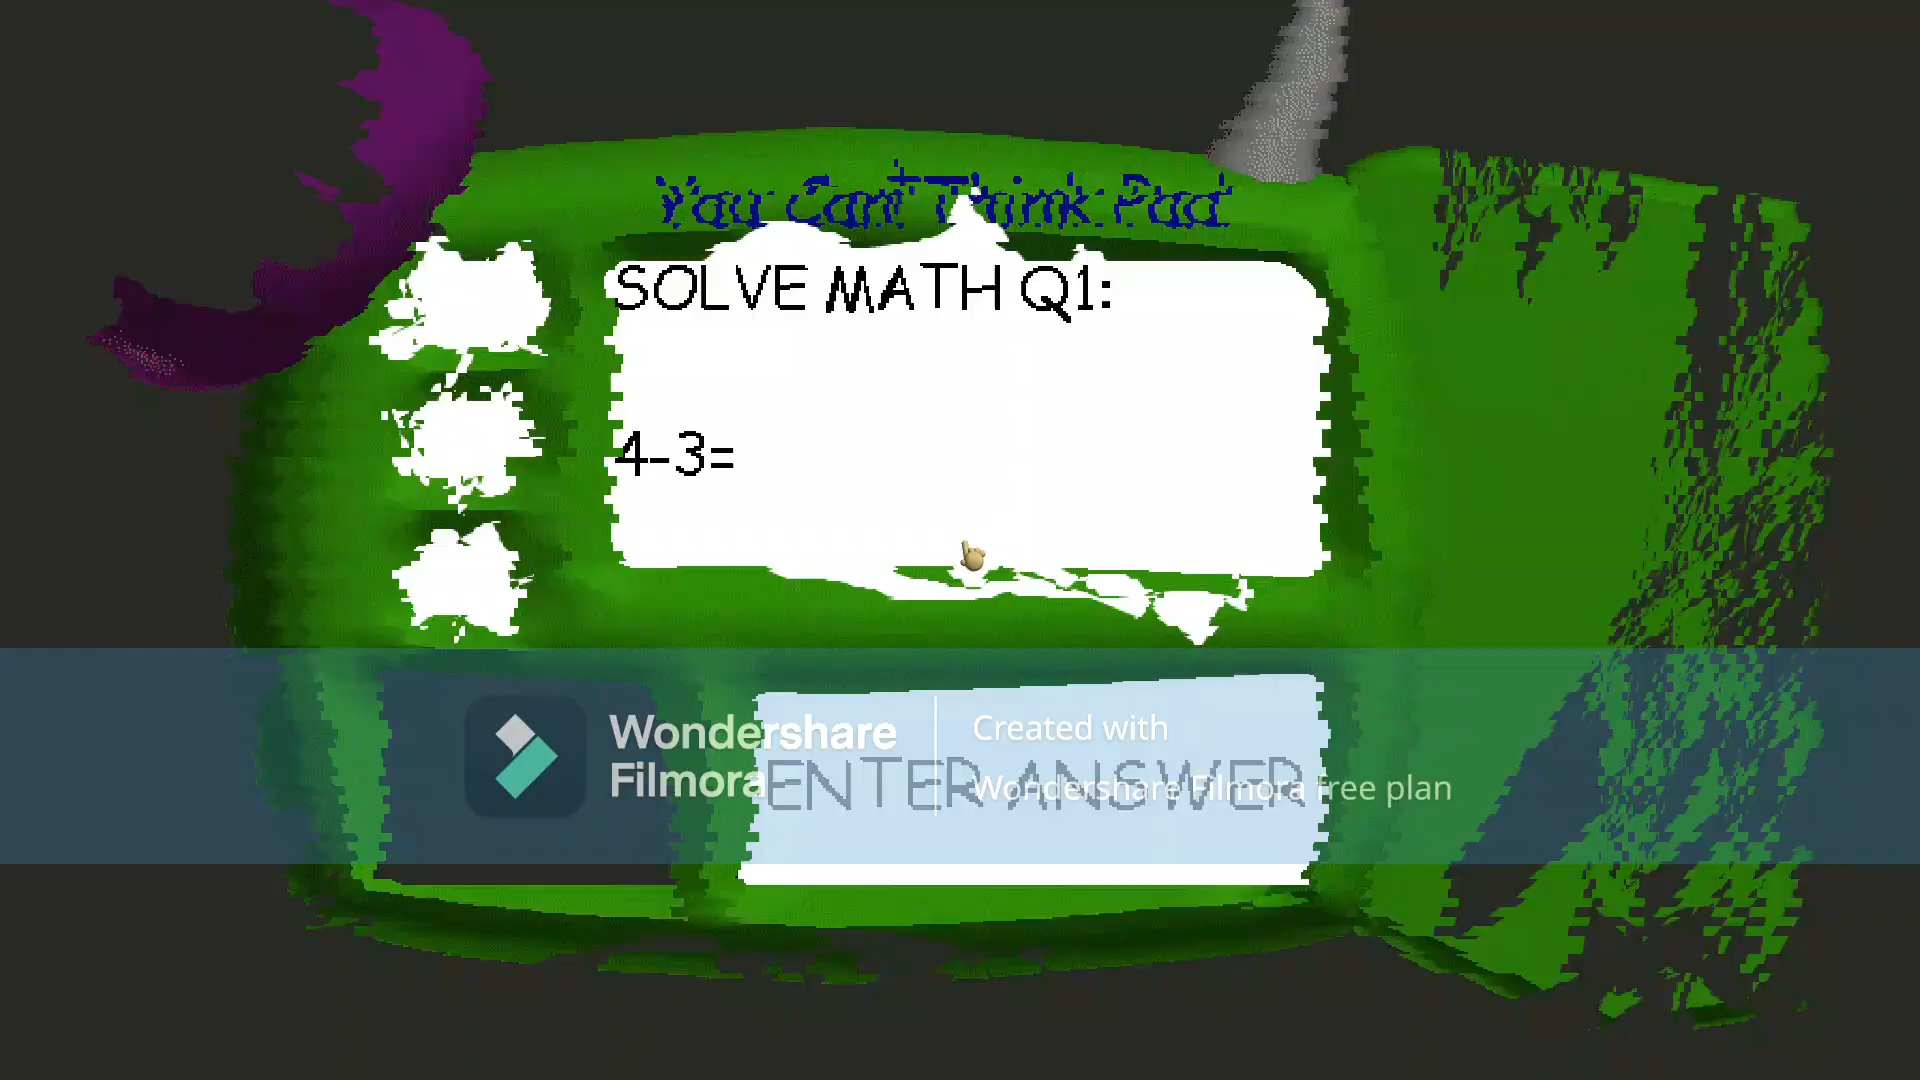 You Can't Think Pad
SOLVE MATH Q1:
4-3=
Wondershare
Filmora
Created with
Wondershare Filmora free plan
ENTER ANSWER